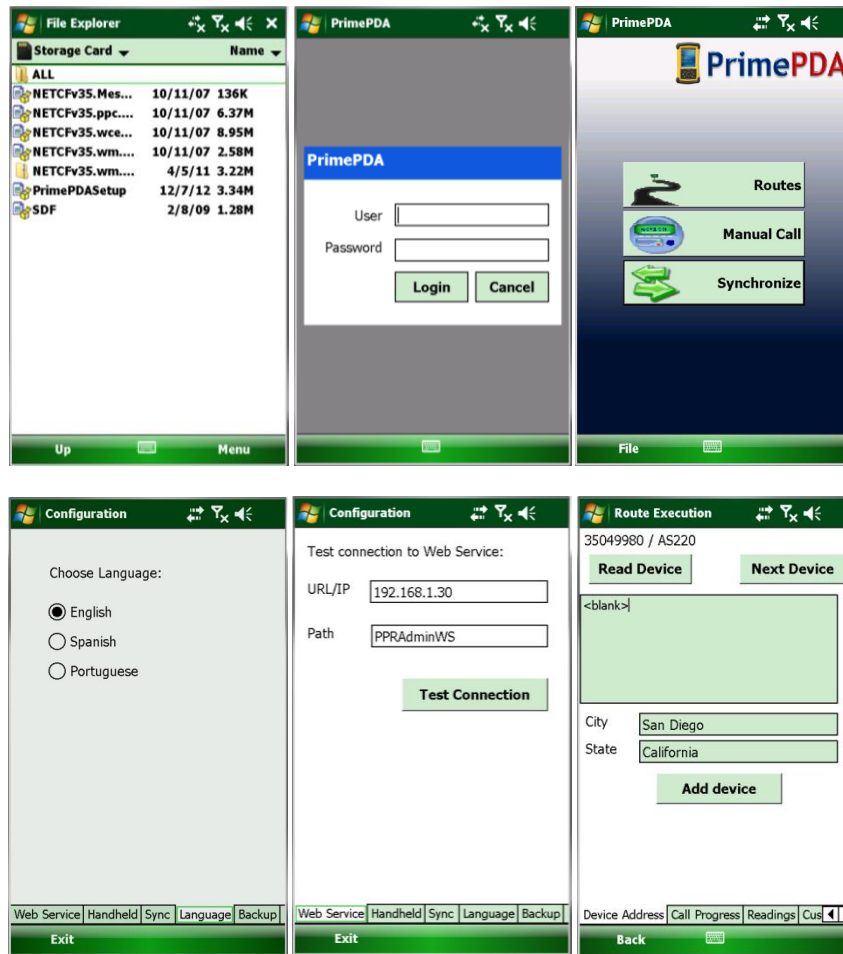 File Explorer
Storage Card Name
ALL
NETCFv35.Mes... 10/11/07 136K
NETCFv35.ppc.... 10/11/07 6.37M
NETCFv35.wce... 10/11/07 8.95M
NETCFv35.wm.... 10/11/07 2.58M
NETCFv35.wm.... 4/5/11 3.22M
PrimePDASetup 12/7/12 3.34M
SDF 2/8/09 1.28M
Up Menu
PrimePDA
PrimePDA
User
Password
Login Cancel
PrimePDA
PrimePDA
Routes
Manual Call
Synchronize
File
Configuration
Choose Language:
English
Spanish
Portuguese
Web Service Handheld Sync Language Backup
Exit
Configuration
Test connection to Web Service:
URL/IP 192.168.1.30
Path PPRAdminWS
Test Connection
Web Service Handheld Sync Language Backup
Exit
Route Execution
35049980 / AS220
Read Device Next Device
<blank>
City San Diego
State California
Add device
Device Address Call Progress Readings Cus
Back